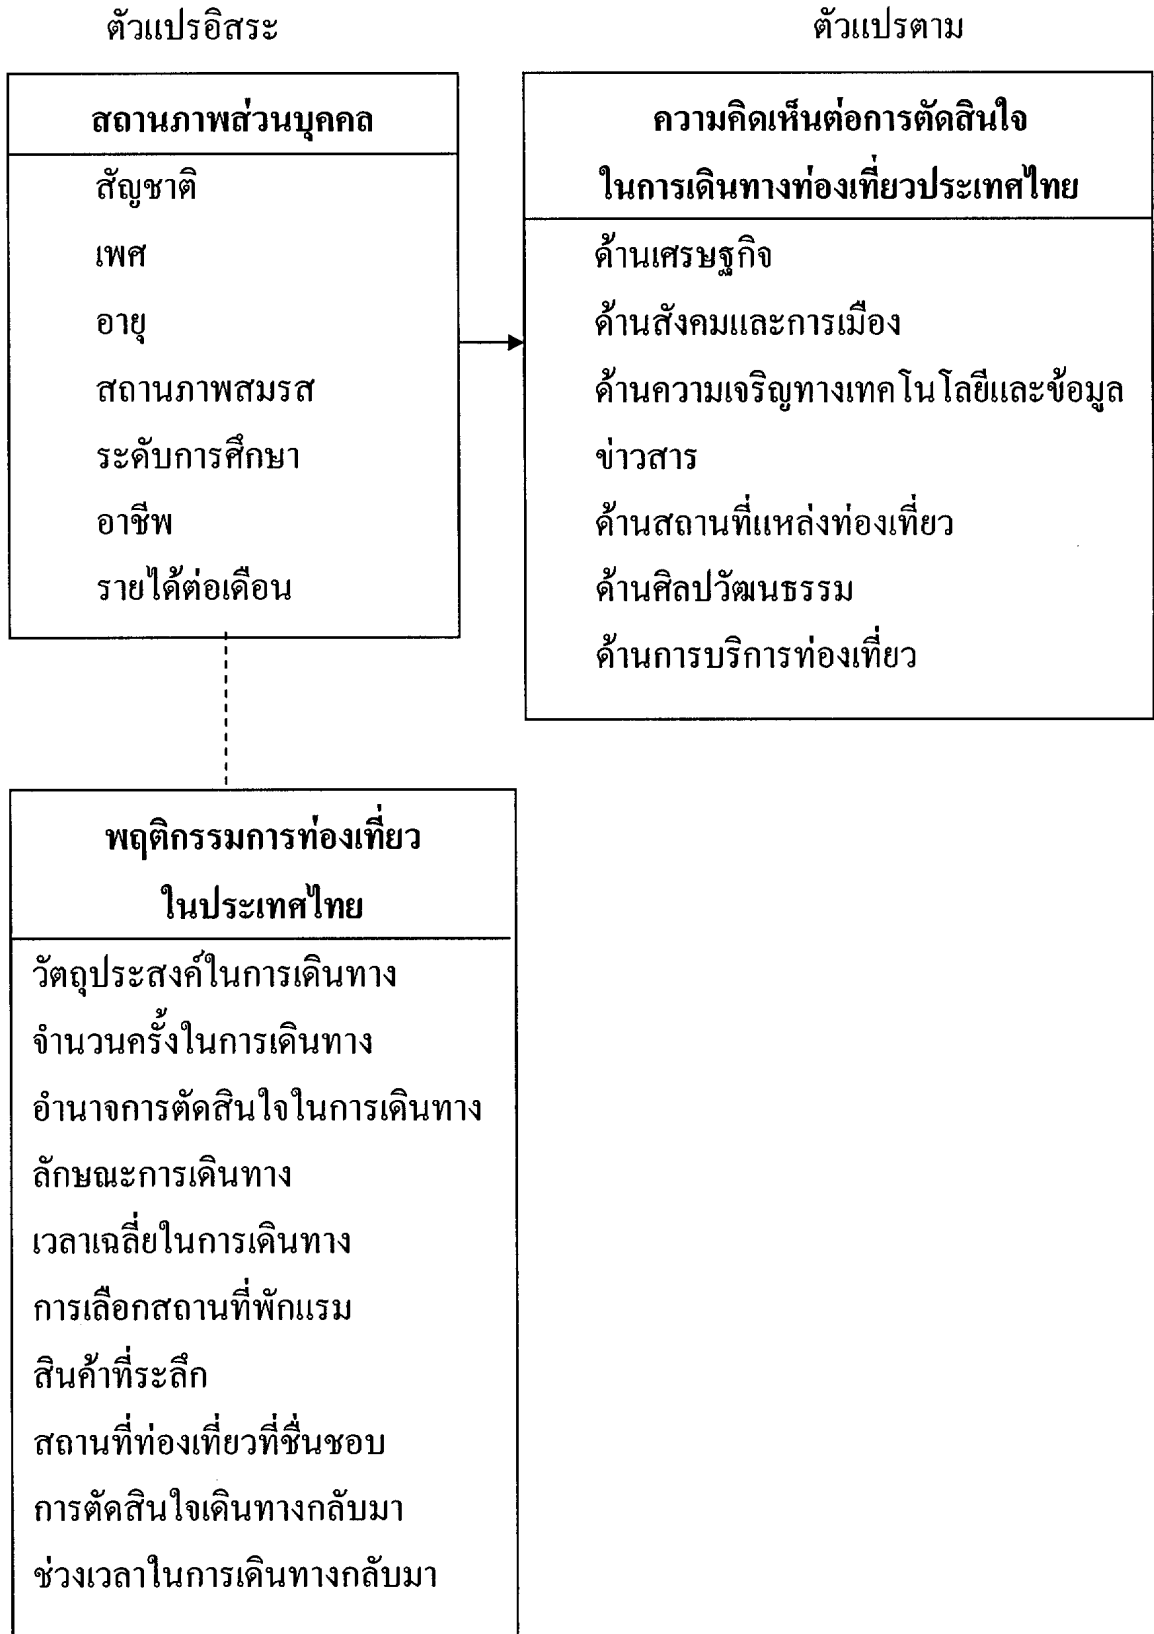 ตัวแปรอิสระ
ตัวแปรตาม
สถานภาพส่วนบุคคล
สัญชาติ
เพศ
อายุ
สถานภาพสมรส
ระดับการศึกษา
อาชีพ
รายได้ต่อเดือน
ความคิดเห็นต่อการตัดสินใจ
ในการเดินทางท่องเที่ยวประเทศไทย
ด้านเศรษฐกิจ
ด้านสังคมและการเมือง
ด้านความเจริญทางเทคโนโลยีและข้อมูล
ข่าวสาร
ด้านสถานที่แหล่งท่องเที่ยว
ด้านศิลปวัฒนธรรม
ด้านการบริการท่องเที่ยว
พฤติกรรมการท่องเที่ยว
ในประเทศไทย
วัตถุประสงค์ในการเดินทาง
จำนวนครั้งในการเดินทาง
อำนาจการตัดสินใจในการเดินทาง
ลักษณะการเดินทาง
เวลาเฉลี่ยในการเดินทาง
การเลือกสถานที่พักแรม
สินค้าที่ระลึก
สถานที่ท่องเที่ยวที่ชื่นชอบ
การตัดสินใจเดินทางกลับมา
ช่วงเวลาในการเดินทางกลับมา